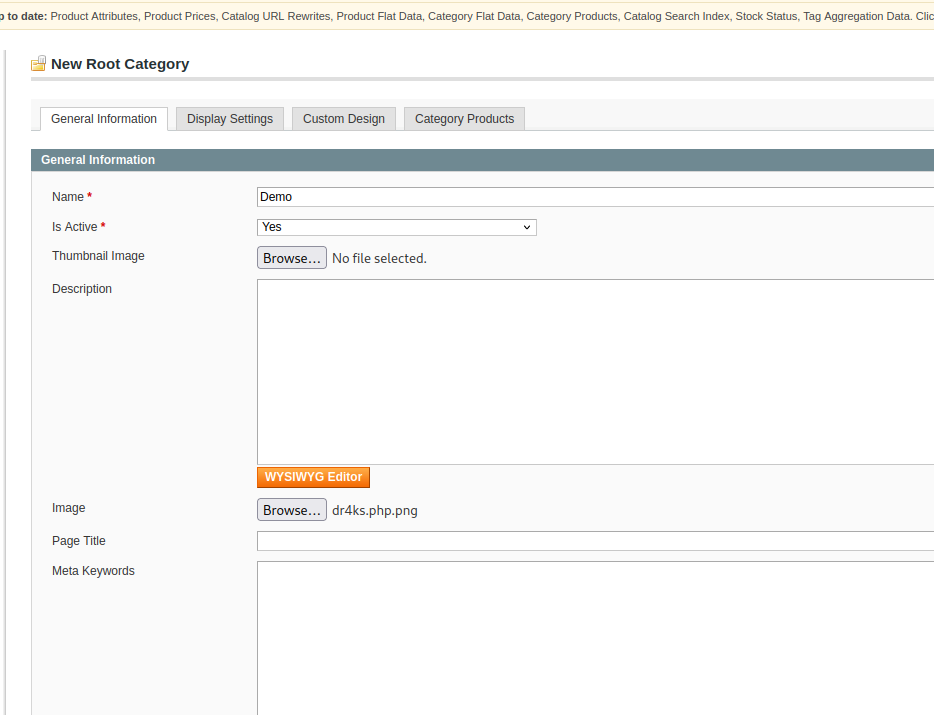 p to date: Product Attributes, Product Prices, Catalog URL Rewrites, Product Flat Data, Category Flat Data, Category Products, Catalog Search Index, Stock Status, Tag Aggregation Data. Clic
New Root Category
General Information Display Settings Custom Design Category Products
General Information
Name * Demo
Is Active * Yes
Thumbnail Image Browse... No file selected.
Description
WYSIWYG Editor
Image Browse... dr4ks.php.png
Page Title
Meta Keywords